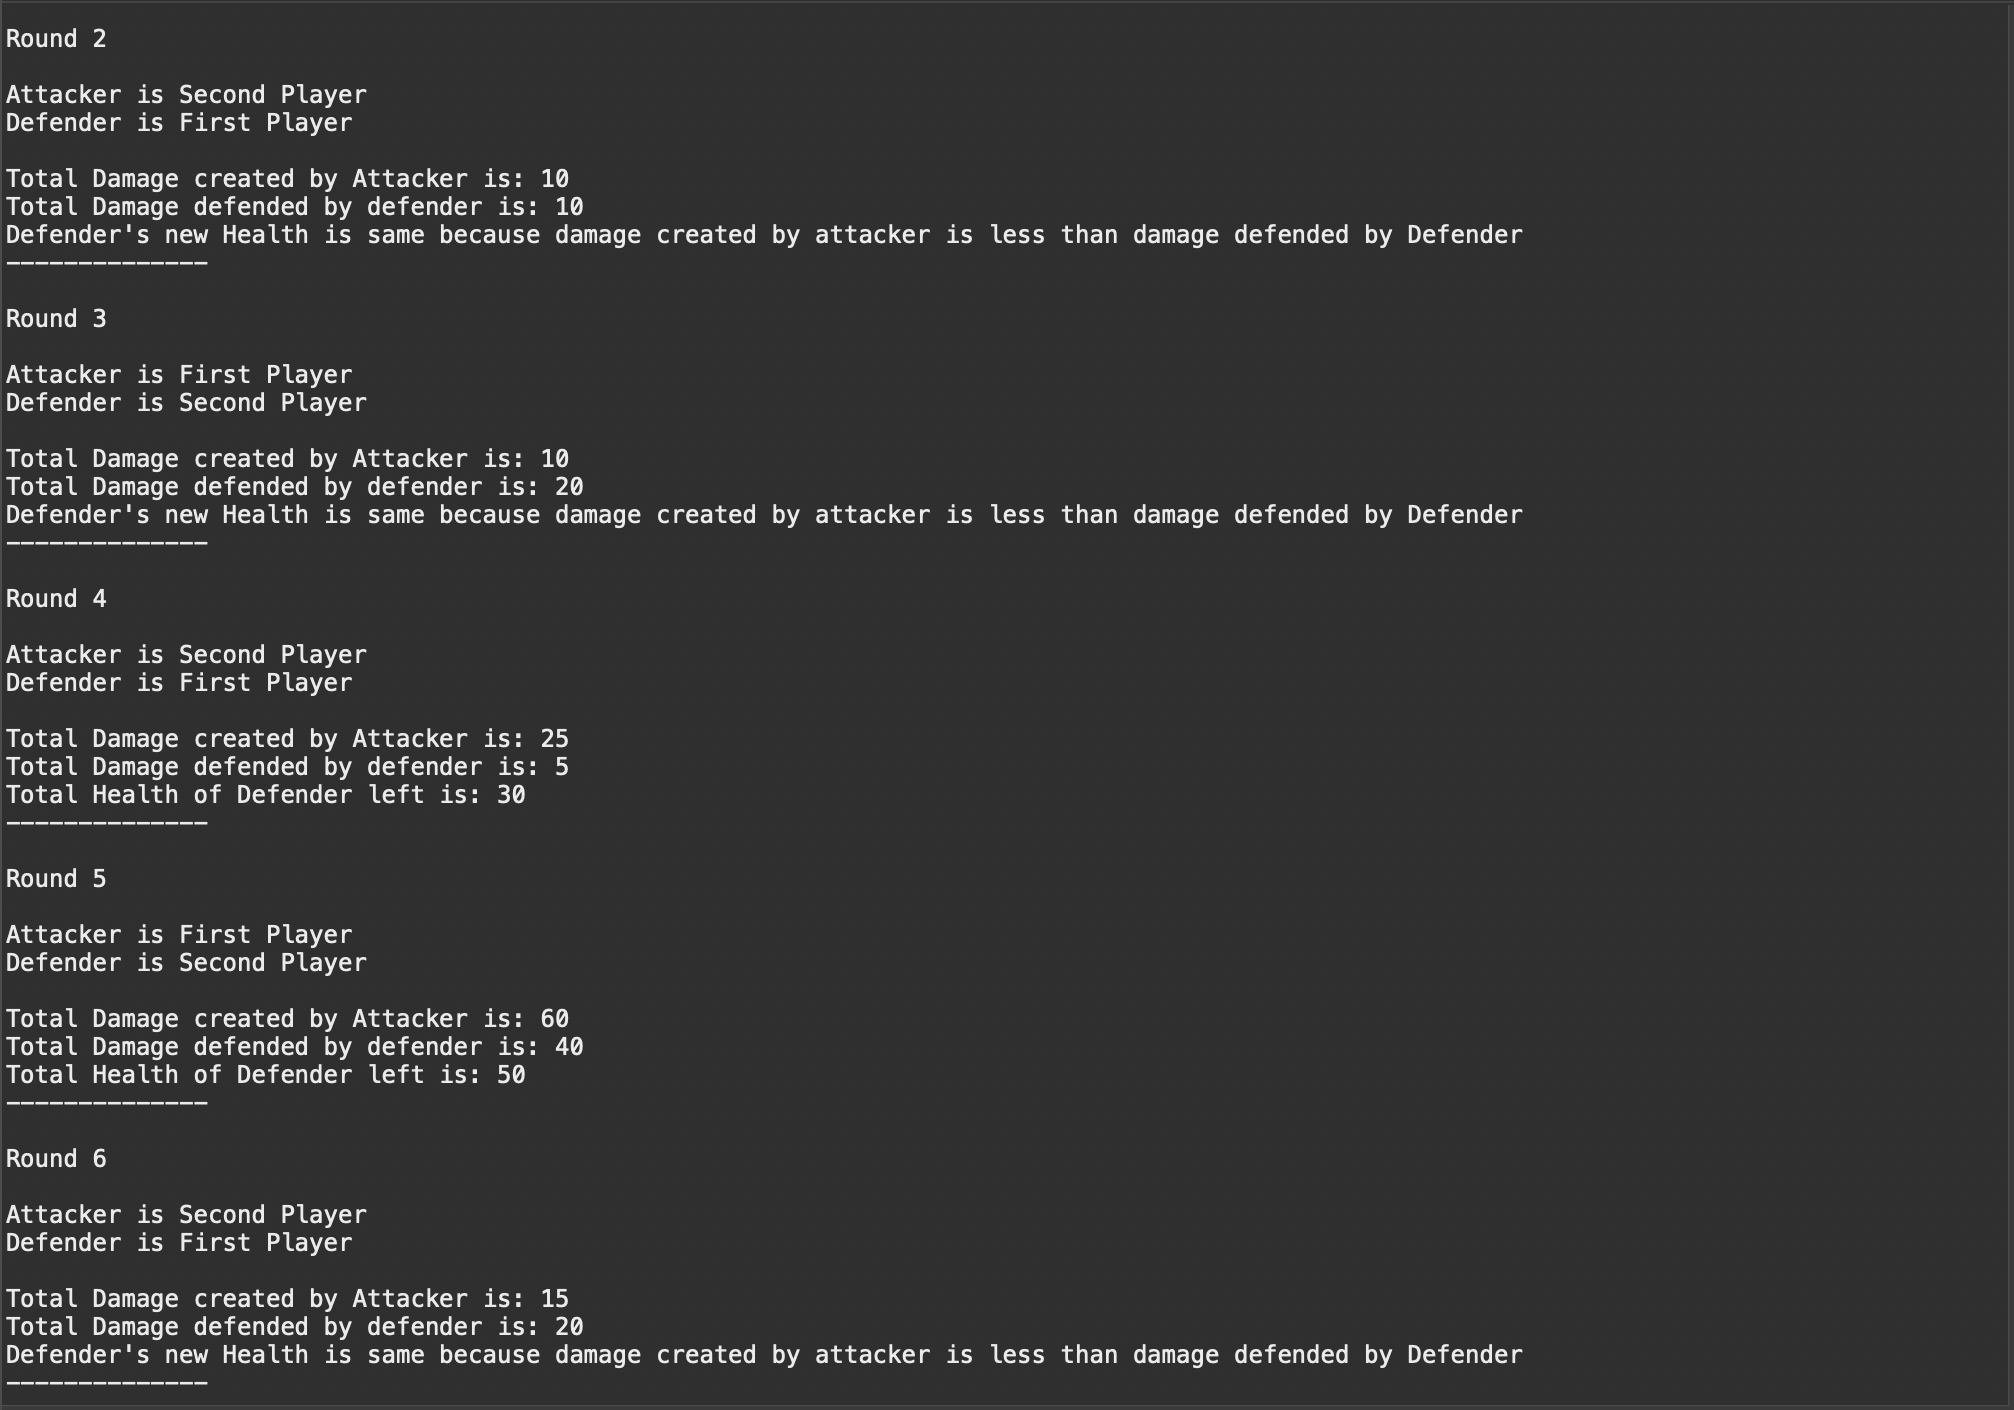 Round 2
Attacker is Second Player
Defender is First Player
Total Damage created by Attacker is: 10
Total Damage defended by defender is: 10
Defender's new Health is same because damage created by attacker is less than damage defended by Defender
--------------
Round 3
Attacker is First Player
Defender is Second Player
Total Damage created by Attacker is: 10
Total Damage defended by defender is: 20
Defender's new Health is same because damage created by attacker is less than damage defended by Defender
--------------
Round 4
Attacker is Second Player
Defender is First Player
Total Damage created by Attacker is: 25
Total Damage defended by defender is: 5
Total Health of Defender left is: 30
--------------
Round 5
Attacker is First Player
Defender is Second Player
Total Damage created by Attacker is: 60
Total Damage defended by defender is: 40
Total Health of Defender left is: 50
--------------
Round 6
Attacker is Second Player
Defender is First Player
Total Damage created by Attacker is: 15
Total Damage defended by defender is: 20
Defender's new Health is same because damage created by attacker is less than damage defended by Defender
--------------